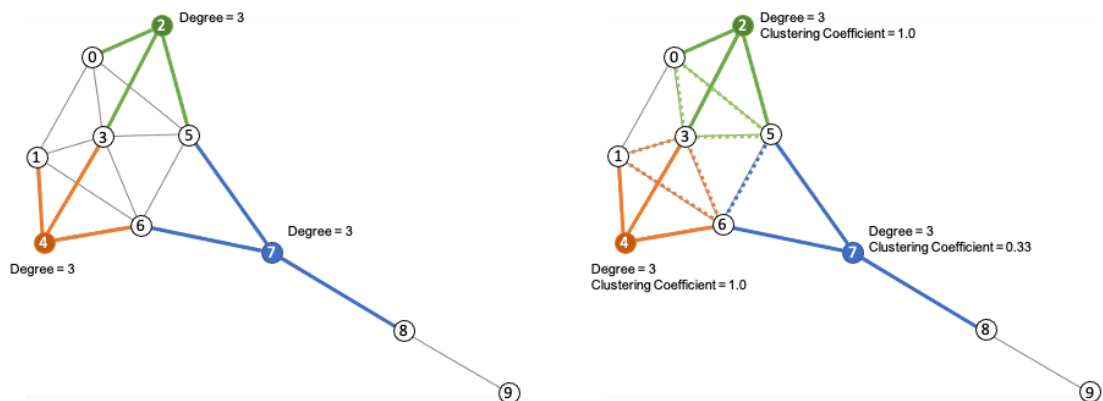 2
Degree = 3
0
3
5
1
6
4
7
Degree = 3
Degree = 3
8
9
2
Degree = 3
Clustering Coefficient = 1.0
0
3
5
1
6
4
7
Degree = 3
Clustering Coefficient = 0.33
Degree = 3
Clustering Coefficient = 1.0
8
9